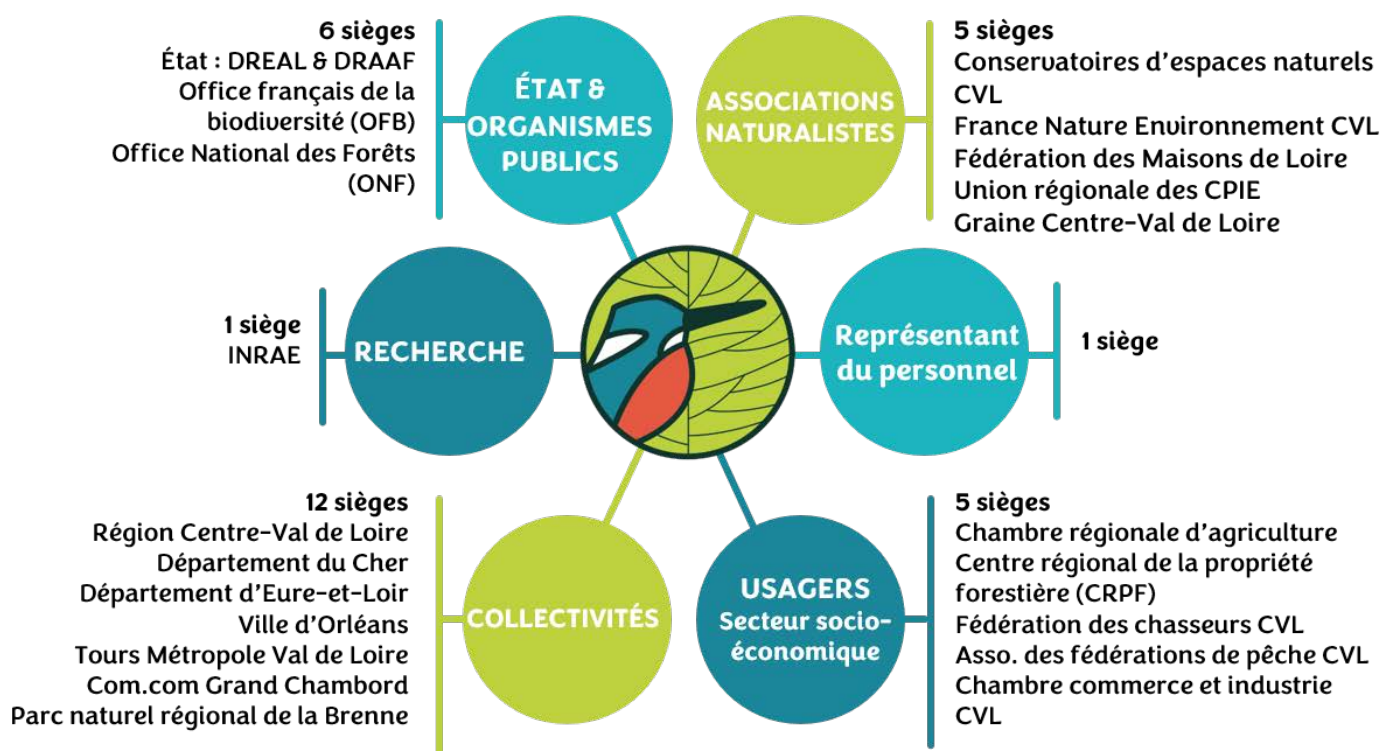 6 sièges
État : DREAL & DRAAF
Office français de la
biodiversité (OFB)
Office National des Forêts
(ONF)
ÉTAT &
ORGANISMES
PUBLICS
ASSOCIATIONS
NATURALISTES
5 sièges
Conservatoires d'espaces naturels
CVL
France Nature Environnement CVL
Fédération des Maisons de Loire
Union régionale des CPIE
Graine Centre-Val de Loire
1 siège
INRAE
RECHERCHE
Représentant
du personnel
1 siège
12 sièges
Région Centre-Val de Loire
Département du Cher
Département d'Eure-et-Loir
Ville d'Orléans
Tours Métropole Val de Loire
Com.com Grand Chambord
Parc naturel régional de la Brenne
COLLECTIVITÉS
USAGERS
Secteur socio-
économique
5 sièges
Chambre régionale d'agriculture
Centre régional de la propriété
forestière (CRPF)
Fédération des chasseurs CVL
Asso. des fédérations de pêche CVL
Chambre commerce et industrie
CVL